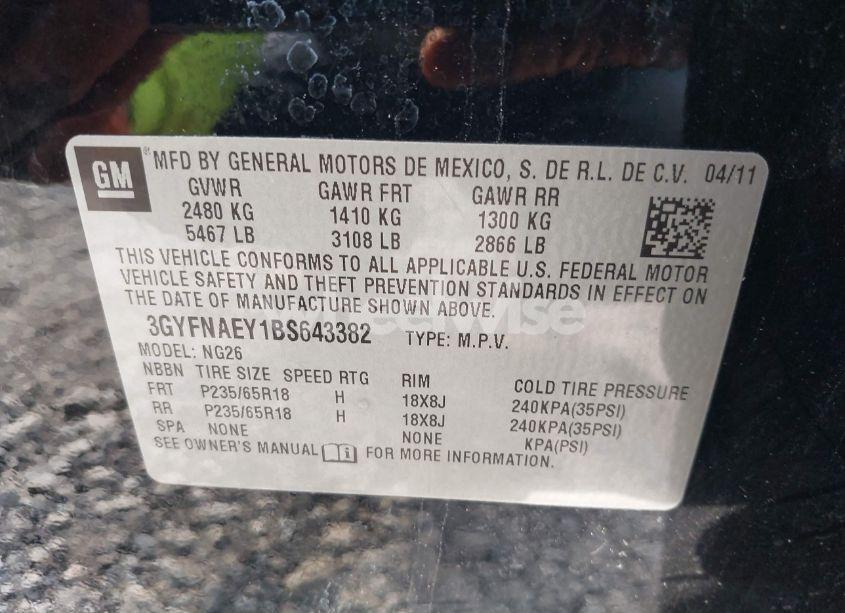 GM® MFD BY GENERAL MOTORS DE MEXICO, S. DE R.L. DE C.V. 04/11
GVWR GAWR FRT GAWR RR
2480 KG 1410 KG 1300 KG
5467 LB 3108 LB 2866 LB
THIS VEHICLE CONFORMS TO ALL APPLICABLE U.S. FEDERAL MOTOR
VEHICLE SAFETY AND THEFT PREVENTION STANDARDS IN EFFECT ON
THE DATE OF MANUFACTURE SHOWN ABOVE.
3GYFNAEY1BS643382 TYPE: M.P.V.
MODEL: NG26
NBBN TIRE SIZE SPEED RTG RIM COLD TIRE PRESSURE
FRT P235/65R18 H 18X8J 240KPA(35PSI)
RR P235/65R18 H 18X8J 240KPA(35PSI)
SPA NONE NONE KPA(PSI)
SEE OWNER'S MANUAL FOR MORE INFORMATION.